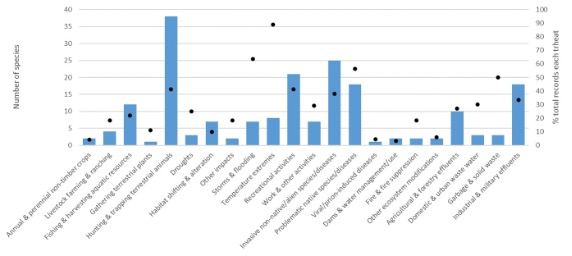 40
35
30
25
20
15
10
5
0
Number of species
100
90
80
70
60
50
40
30
20
10
0
% total records each trheat
Annual & perennial non-timber crops
Livestock farming & ranching
Fishing & harvesting aquatic resources
Gathering terrestrial plants
Hunting & trapping terrestrial animals
Droughts
Habitat shifting & alteration
Other impacts
Storms & flooding
Temperature extremes
Recreational activities
Work & other activities
Invasive non-native/alien species/diseases
Problematic native species/diseases
Viral/prion-induced diseases
Dams & water management/use
Fire & fire suppression
Other ecosystem modifications
Agricultural & forestry effluents
Domestic & urban waste water
Garbage & solid waste
Industrial & military effluents